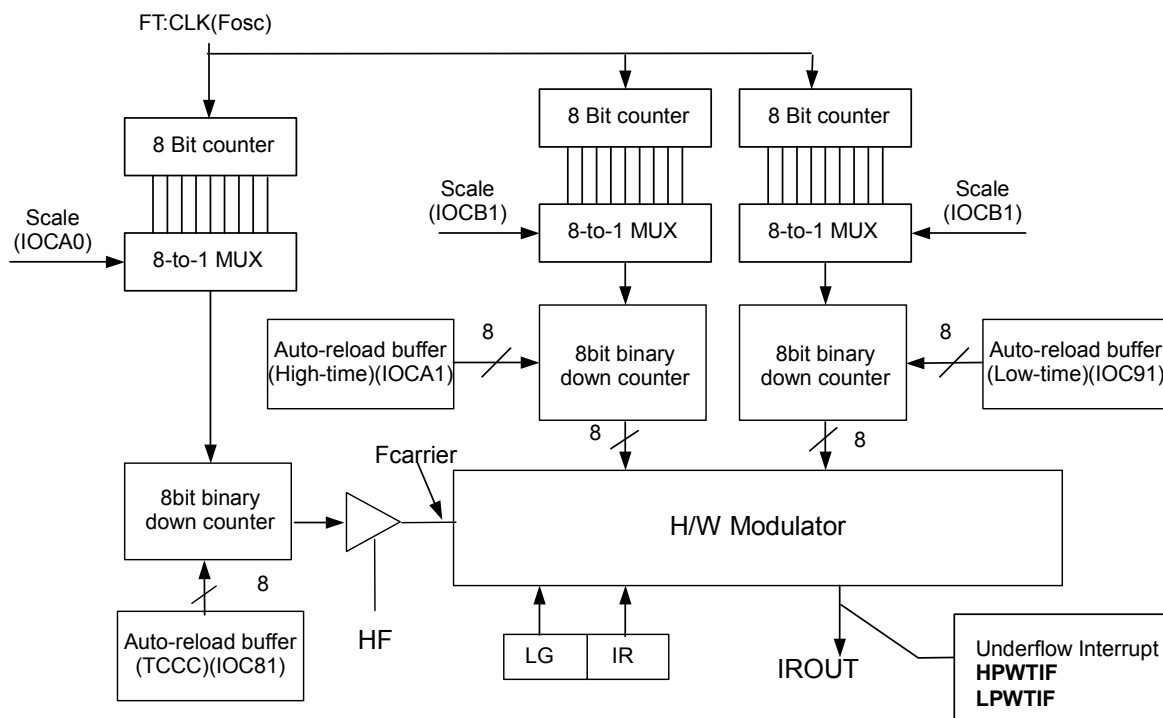 FT:CLK(Fosc)
8 Bit counter
8 Bit counter
8 Bit counter
Scale
(IOCA0)
Scale
(IOCB1)
Scale
(IOCB1)
8-to-1 MUX
8-to-1 MUX
8-to-1 MUX
Auto-reload buffer
(High-time)(IOCA1)
8
8bit binary
down counter
8bit binary
down counter
8
Auto-reload buffer
(Low-time)(IOC91)
8
8
Fcarrier
8bit binary
down counter
H/W Modulator
8
Auto-reload buffer
(TCCC)(IOC81)
HF
LG
IR
IROUT
Underflow Interrupt
HPWTIF
LPWTIF